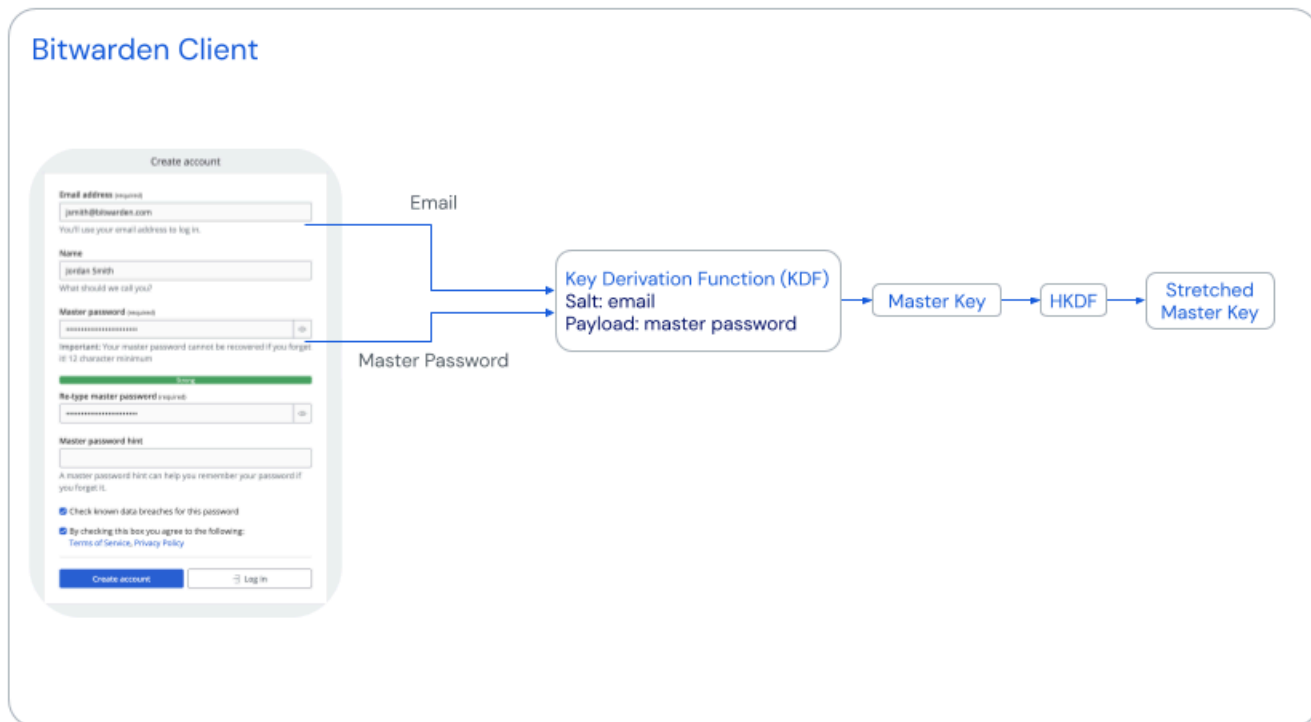 Bitwarden Client
Create account
Email address (required)
jsmith@bitwarden.com
You'll use your email address to log in.
Name
Jordan Smith
What should we call you?
Master password (required)
Important: Your master password cannot be recovered if you forget
it! 12 character minimum
Strong
Re-type master password (required)
Master password hint
A master password hint can help you remember your password if
you forget it.
Check known data breaches for this password
By checking this box you agree to the following:
Terms of Service, Privacy Policy
Create account
Log in
Email
Master Password
Key Derivation Function (KDF)
Salt: email
Payload: master password
Master Key
HKDF
Stretched
Master Key